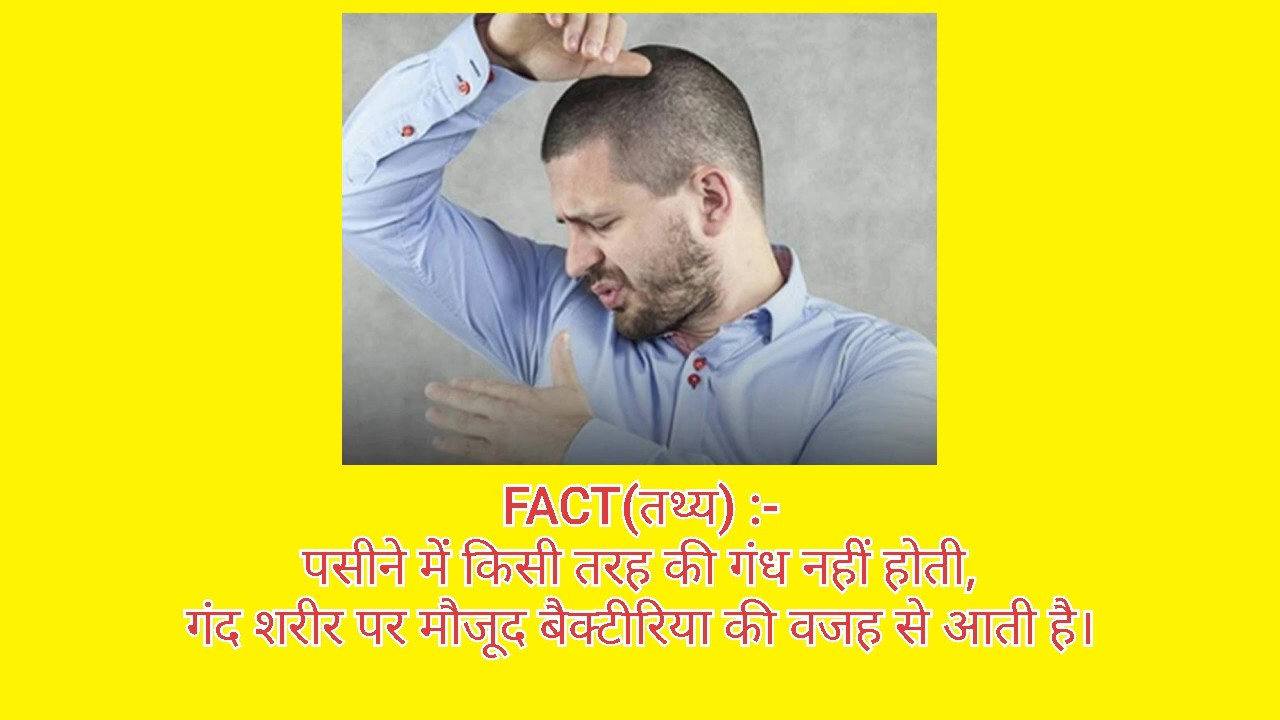 FACT(तथ्य) :-
पसीने में किसी तरह की गंध नहीं होती,
गंद शरीर पर मौजूद बैक्टीरिया की वजह से आती है।